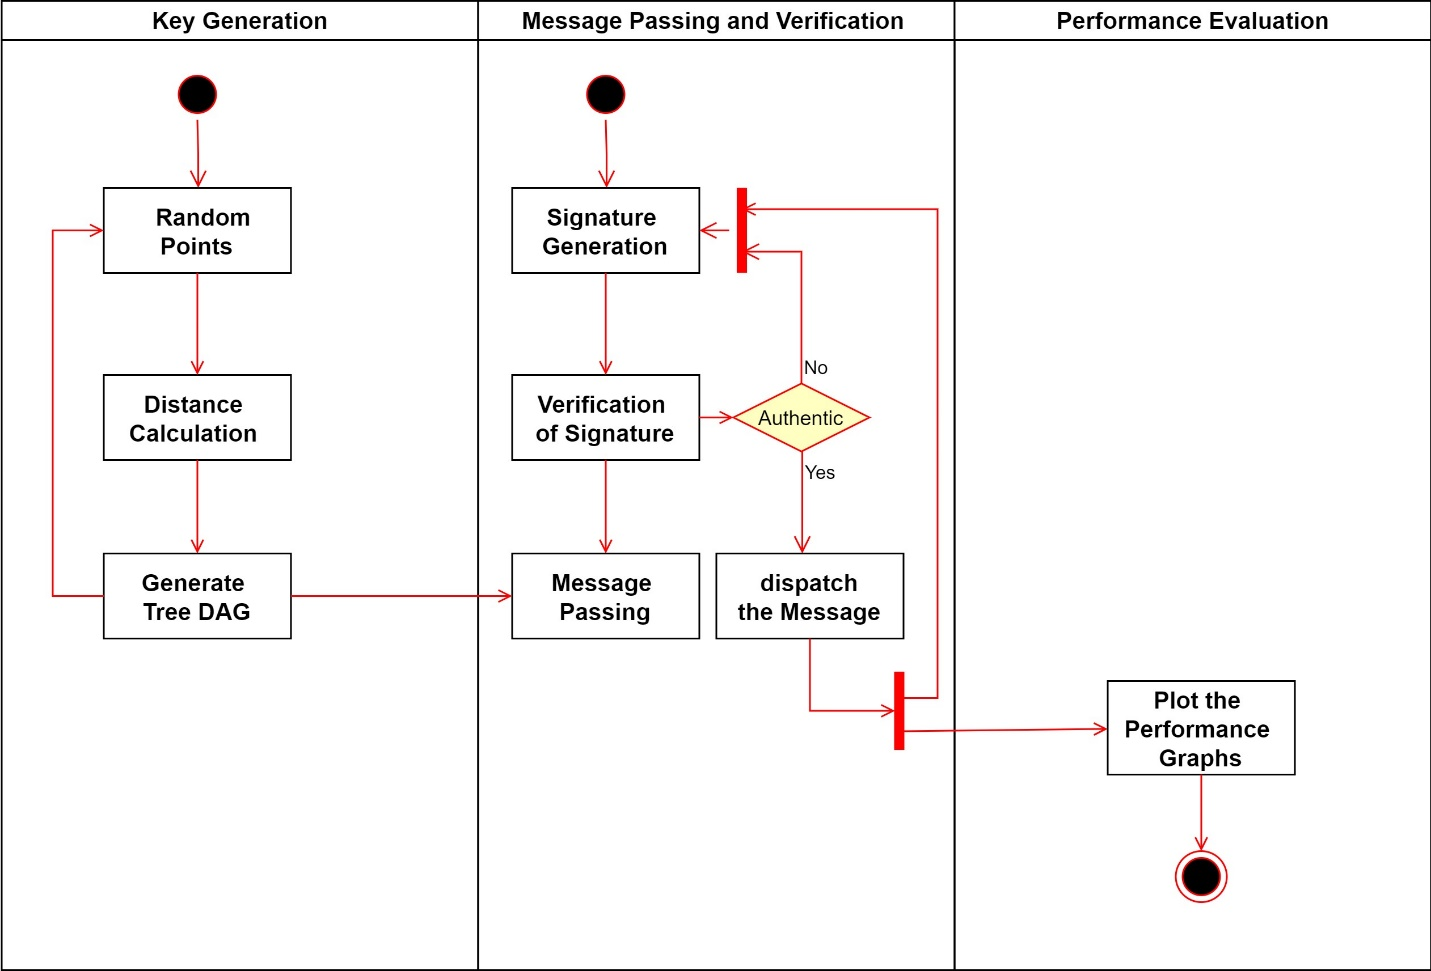 Key Generation
Message Passing and Verification
Performance Evaluation
Random
Points
Distance
Calculation
Generate
Tree DAG
Signature
Generation
Verification
of Signature
Message
Passing
No
Authentic
Yes
dispatch
the Message
Plot the
Performance
Graphs